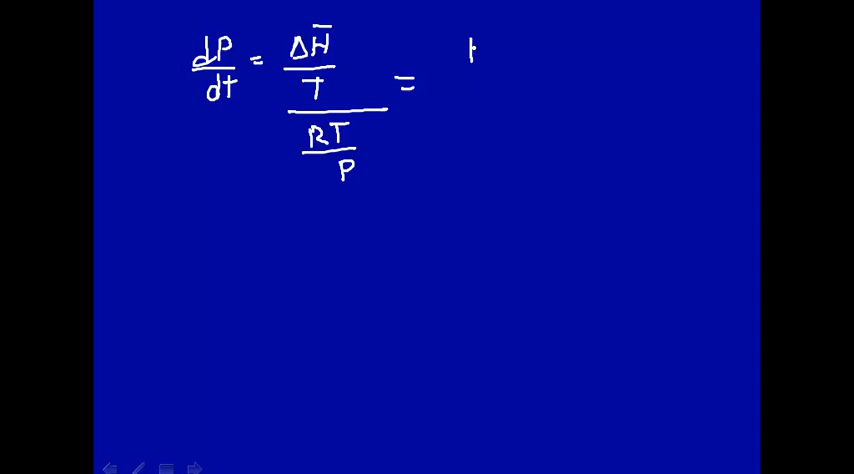 dP/dt = (ΔH̄/T)/(RT/P) =